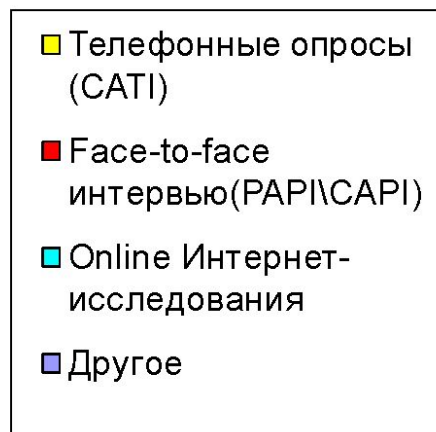 Телефонные опросы
(CATI)
Face-to-face
интервью(PAPI\CAPI)
Online Интернет-
исследования
Другое